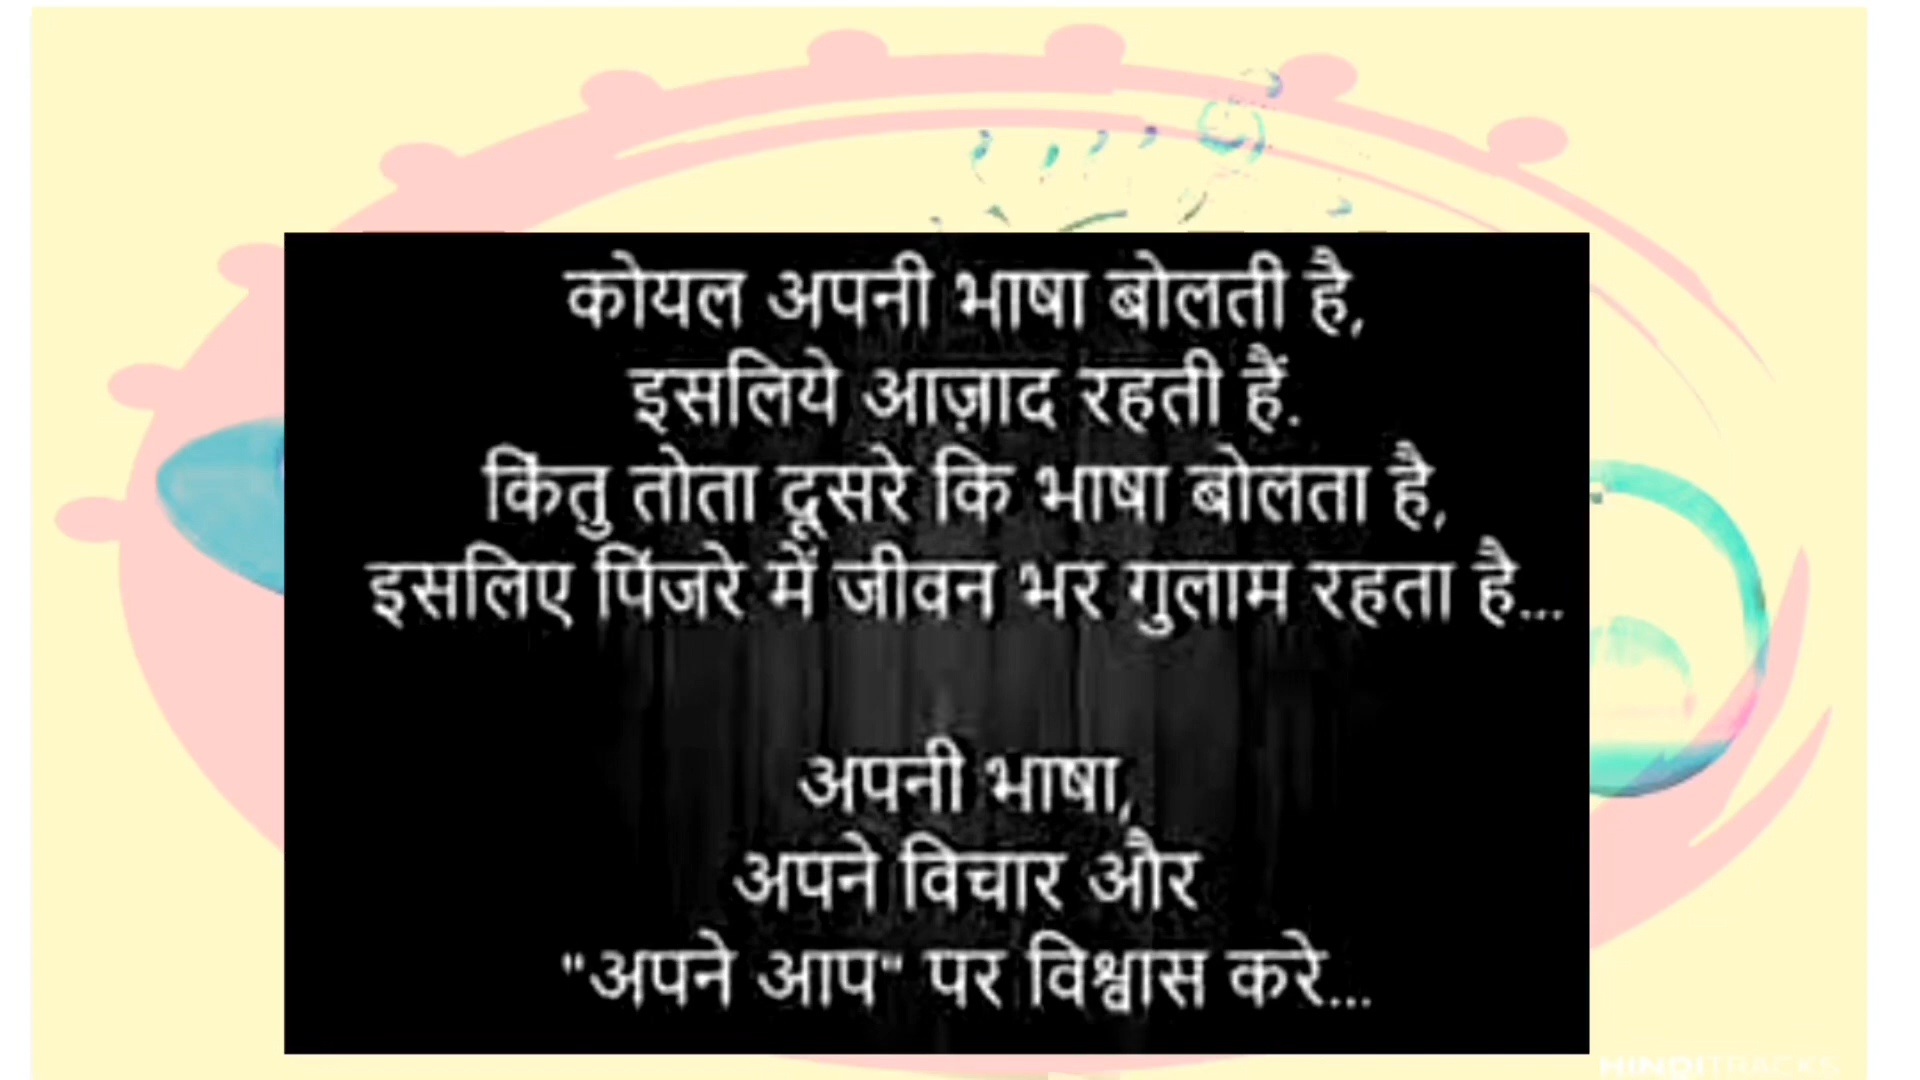 कोयल अपनी भाषा बोलती है,
इसलिये आज़ाद रहती हैं.
किंतु तोता दूसरे कि भाषा बोलता है,
इसलिए पिंजरे में जीवन भर गुलाम रहता है...
अपनी भाषा,
अपने विचार और
"अपने आप" पर विश्वास करे...
HINDITRACKS